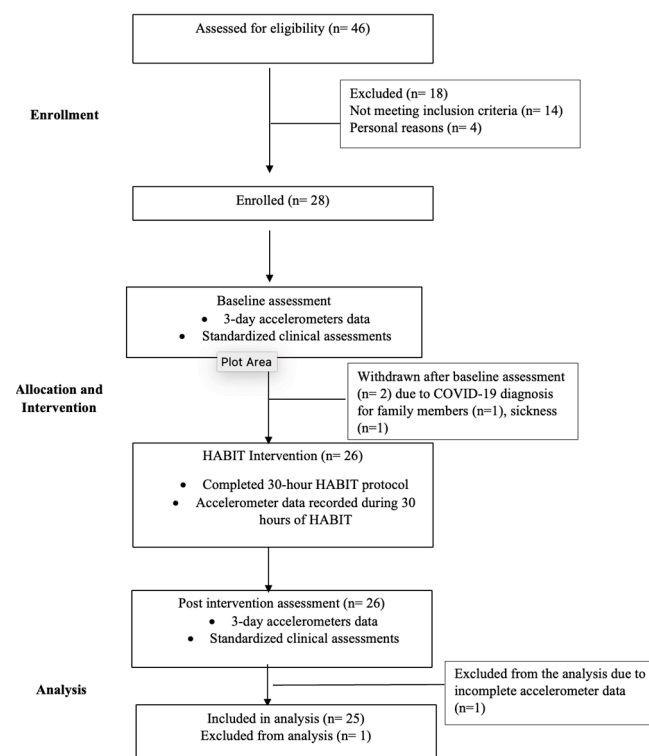 Assessed for eligibility (n= 46)
Enrollment
Excluded (n= 18)
Not meeting inclusion criteria (n= 14)
Personal reasons (n= 4)
Enrolled (n= 28)
Baseline assessment
• 3-day accelerometers data
• Standardized clinical assessments
Plot Area
Allocation and
Intervention
Withdrawn after baseline assessment
(n= 2) due to COVID-19 diagnosis
for family members (n=1), sickness
(n=1)
HABIT Intervention (n= 26)
• Completed 30-hour HABIT protocol
• Accelerometer data recorded during 30
hours of HABIT
Post intervention assessment (n= 26)
• 3-day accelerometers data
• Standardized clinical assessments
Analysis
Excluded from the analysis due to
incomplete accelerometer data
(n=1)
Included in analysis (n= 25)
Excluded from analysis (n= 1)